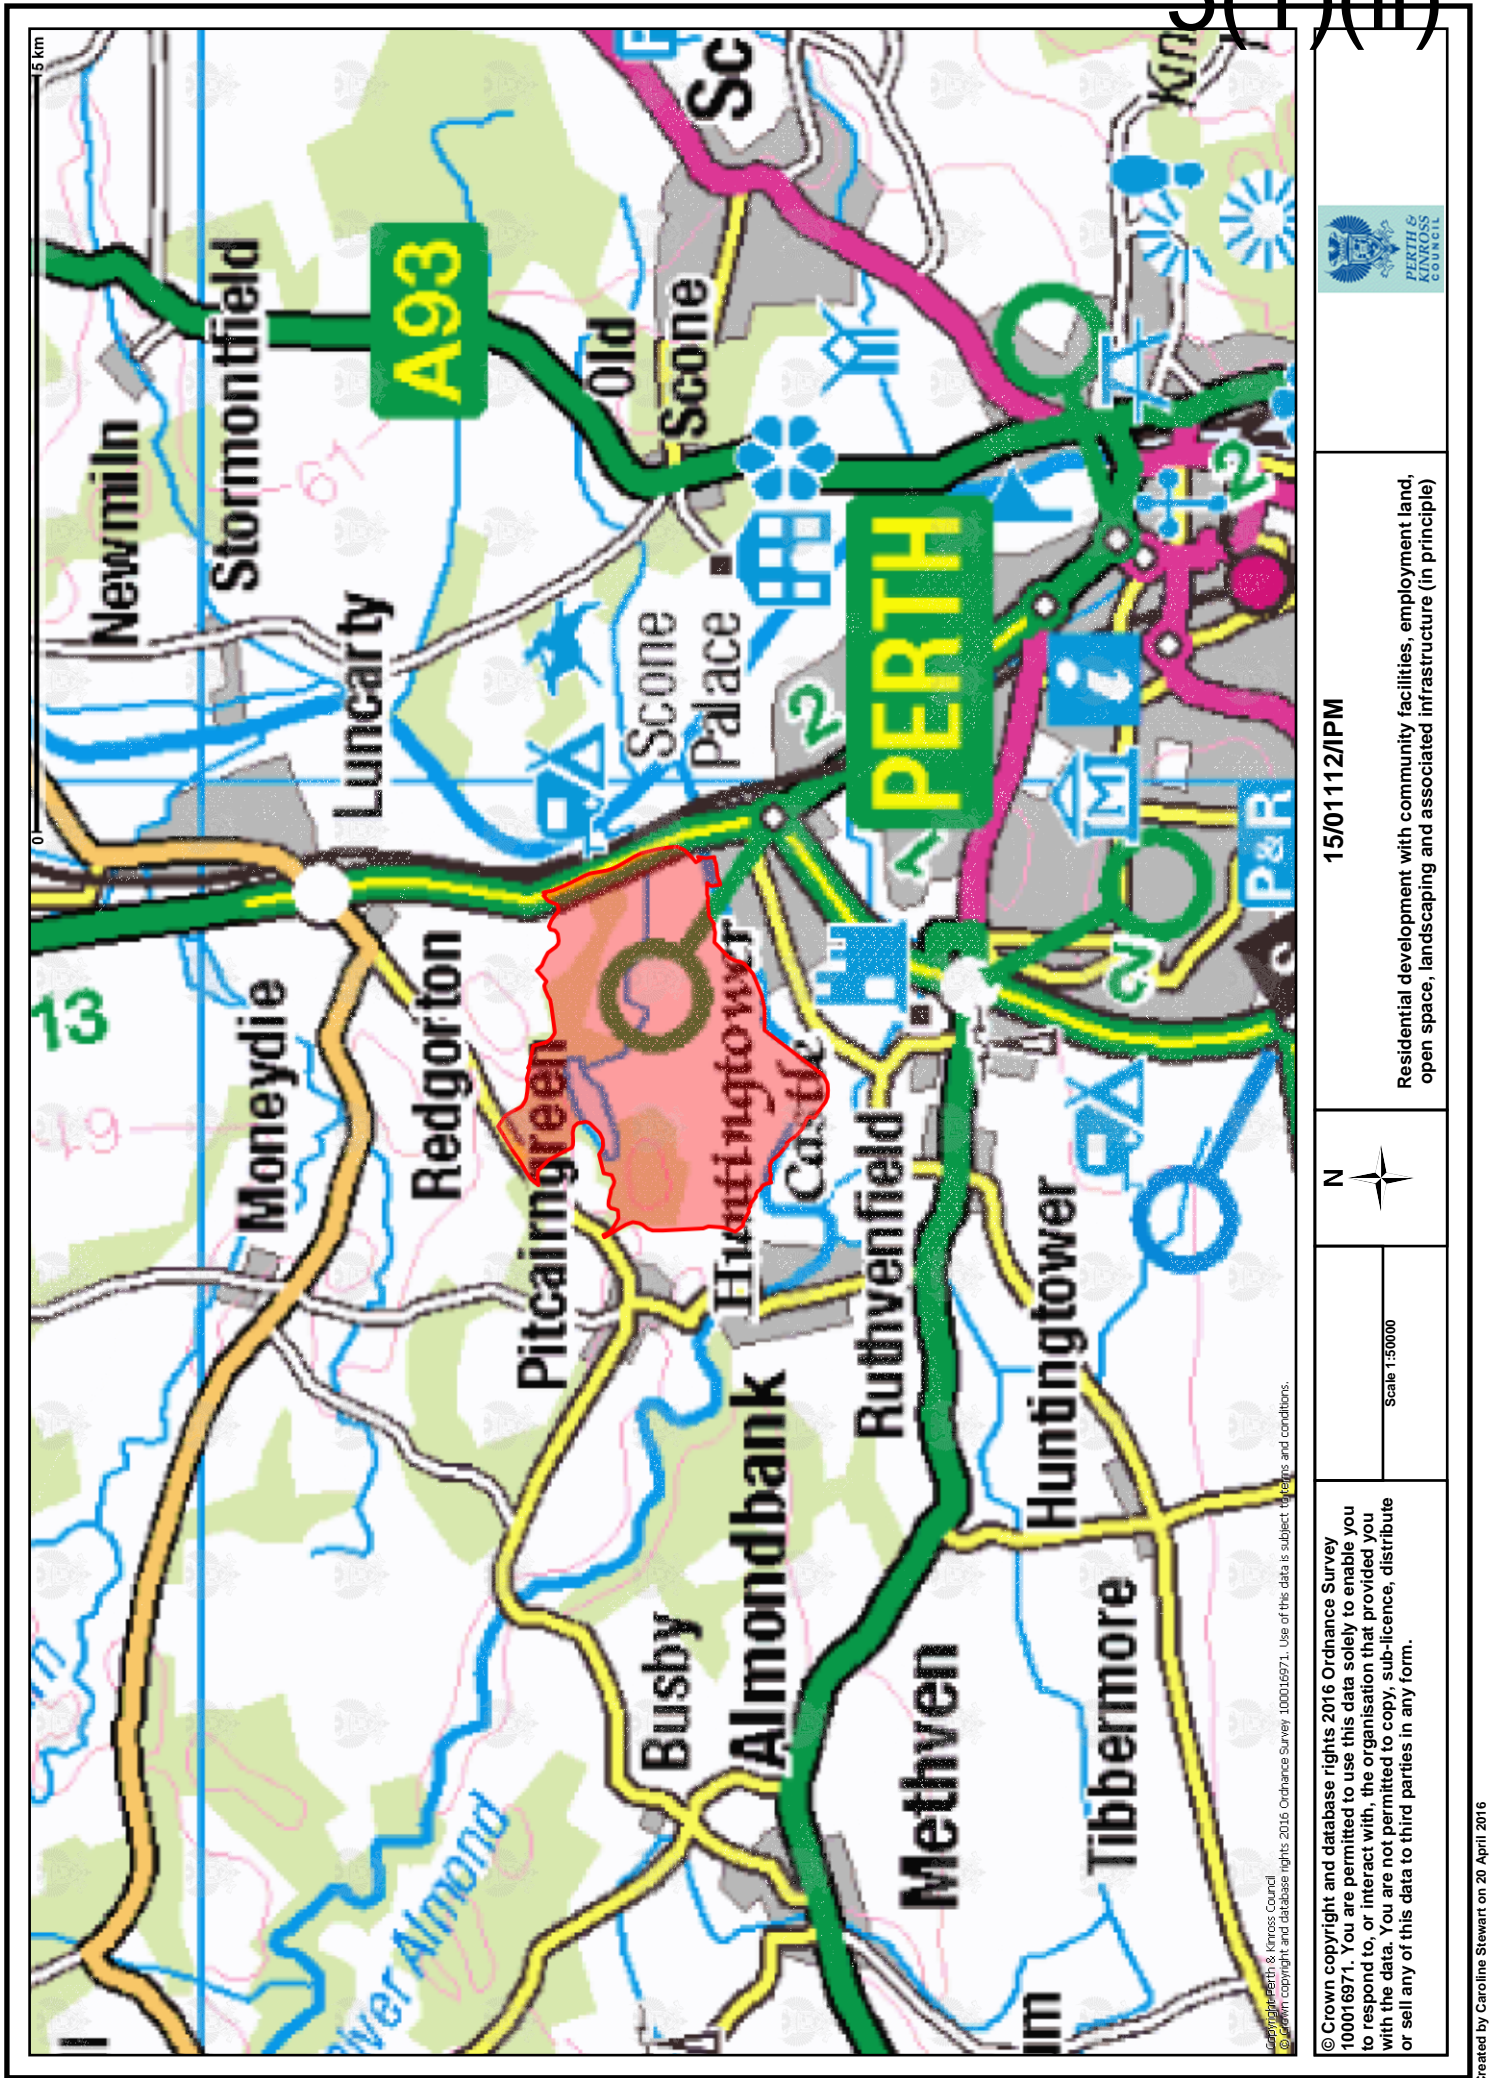 5 km
0
Newmiln
Stormontfield
A93
Old
Scone
Sc
Luncarty
Scone
Palace
61
13
Moneydie
61
Redgorton
Pitcairngreen
PERTH
2
2
2
P&R
i
M
Huntingtower
Castle
Ruthvenfield
Huntingtower
Almondbank
Busby
Methven
Tibbermore
River Almond
Copyright Perth & Kinross Council
© Crown copyright and database rights 2016 Ordnance Survey 100016971. Use of this data is subject to terms and conditions.
© Crown copyright and database rights 2016 Ordnance Survey
100016971. You are permitted to use this data solely to enable you
to respond to, or interact with, the organisation that provided you
with the data. You are not permitted to copy, sub-licence, distribute
or sell any of this data to third parties in any form.
Scale 1:50000
N
15/01112/IPM
Residential development with community facilities, employment land,
open space, landscaping and associated infrastructure (in principle)
PERTH &
KINROSS
COUNCIL
Created by Caroline Stewart on 20 April 2016